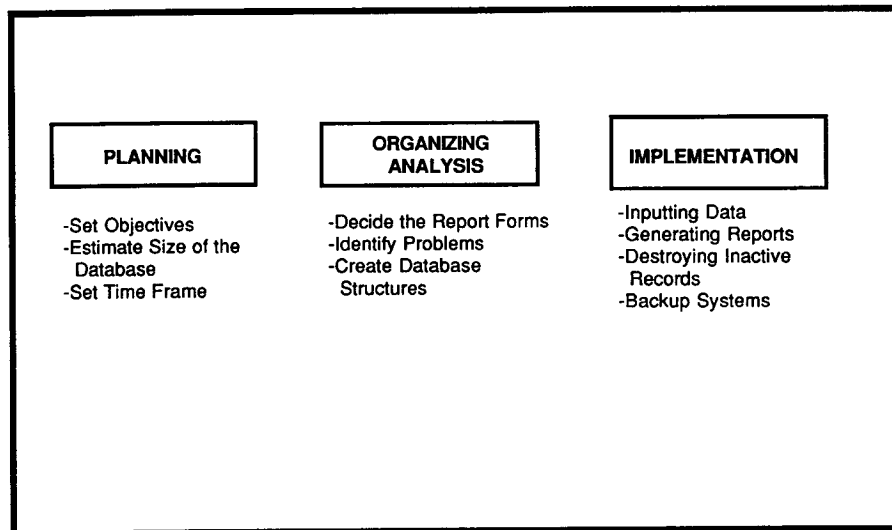 PLANNING
-Set Objectives
-Estimate Size of the
Database
-Set Time Frame
ORGANIZING
ANALYSIS
-Decide the Report Forms
-Identify Problems
-Create Database
Structures
IMPLEMENTATION
-Inputting Data
-Generating Reports
-Destroying Inactive
Records
-Backup Systems